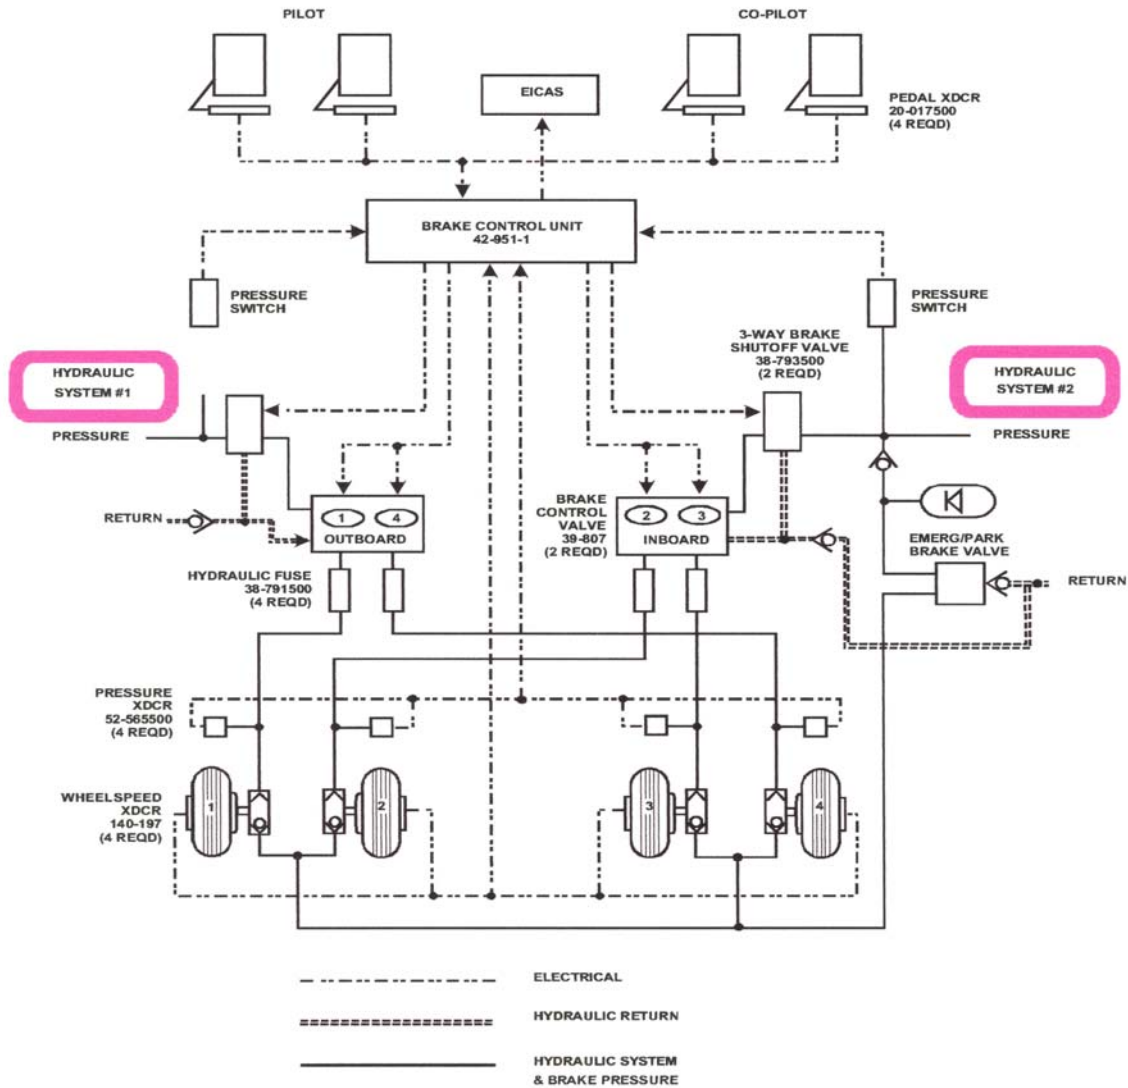 PILOT
CO-PILOT
EICAS
PEDAL XDCR
20-017500
(4 REQD)
BRAKE CONTROL UNIT
42-951-1
PRESSURE
SWITCH
PRESSURE
SWITCH
3-WAY BRAKE
SHUTOFF VALVE
38-793500
(2 REQD)
HYDRAULIC
SYSTEM #1
HYDRAULIC
SYSTEM #2
PRESSURE
PRESSURE
RETURN
1
4
OUTBOARD
BRAKE
CONTROL
VALVE
39-807
(2 REQD)
2
3
INBOARD
EMERG/PARK
BRAKE VALVE
RETURN
HYDRAULIC FUSE
38-791500
(4 REQD)
PRESSURE
XDCR
52-565500
(4 REQD)
WHEELSPEED
XDCR
140-197
(4 REQD)
1
2
3
4
ELECTRICAL
HYDRAULIC RETURN
HYDRAULIC SYSTEM
& BRAKE PRESSURE